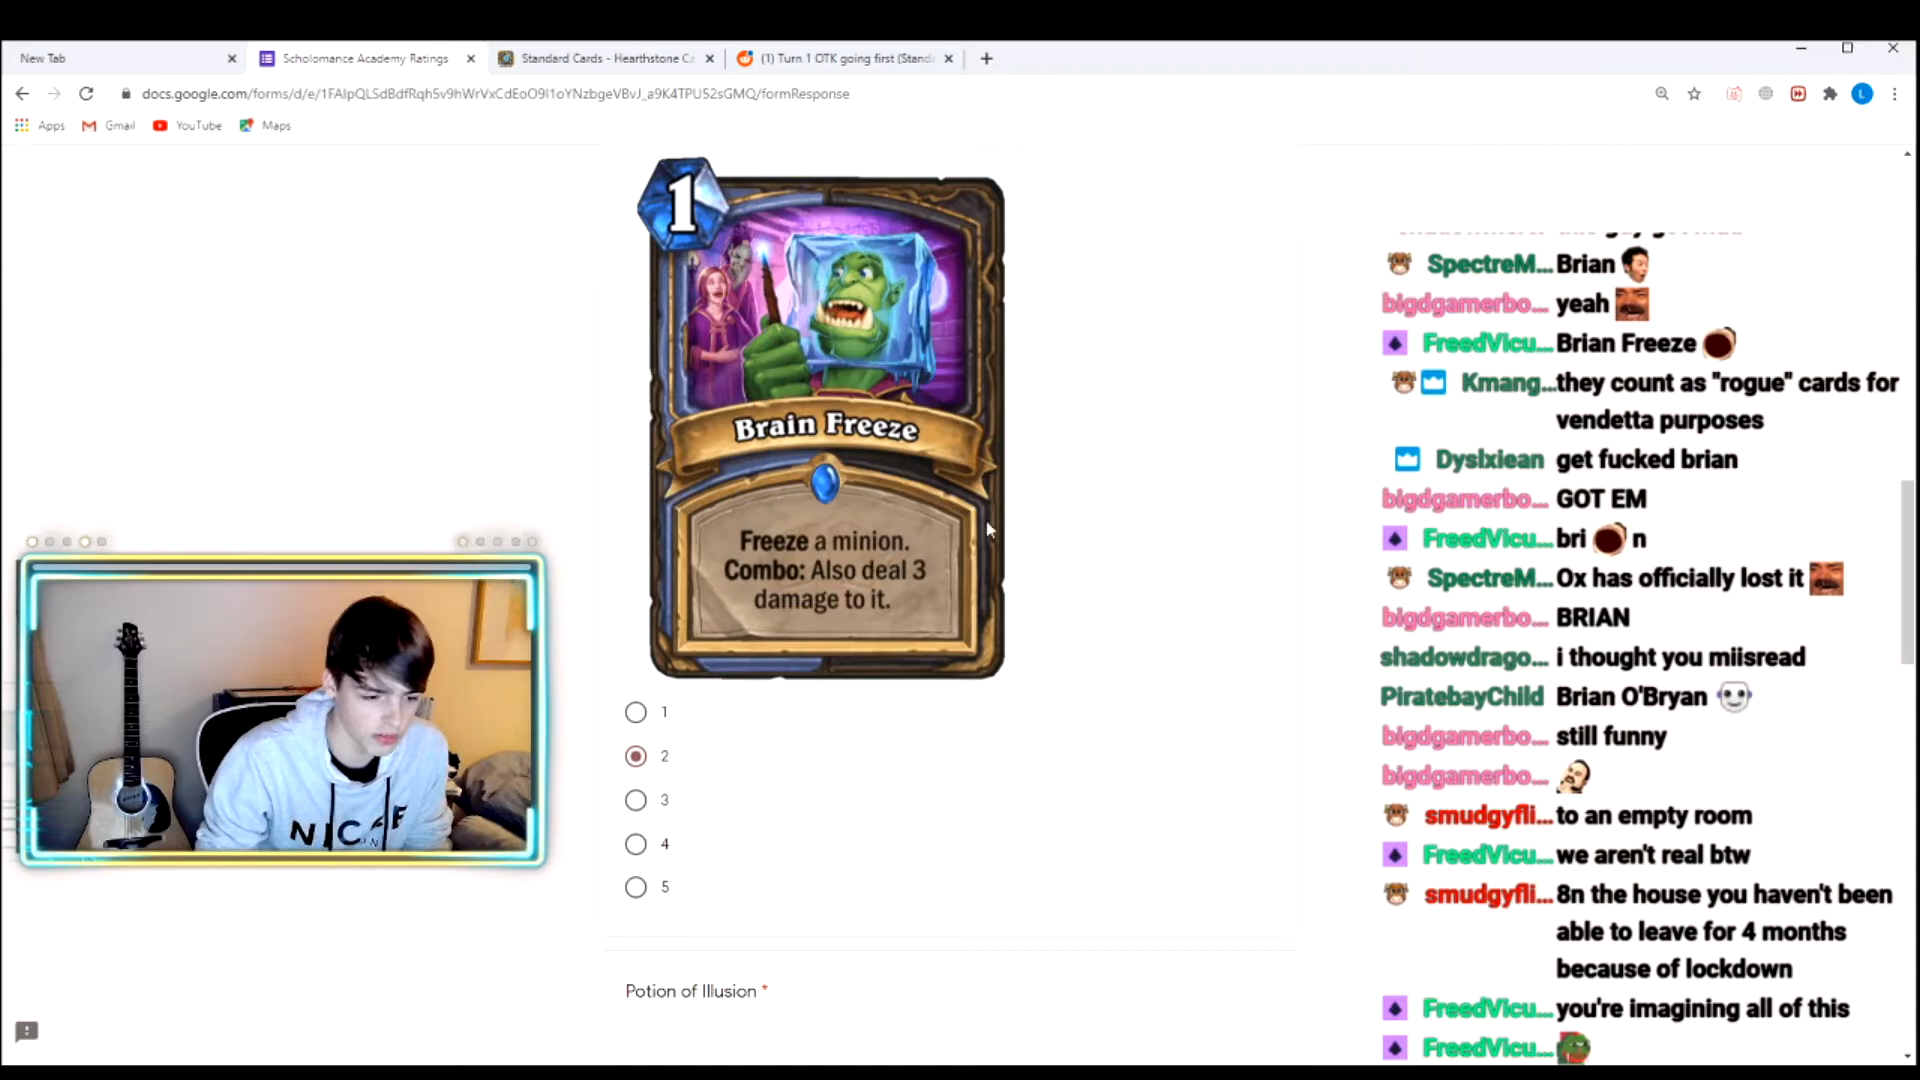 New Tab
Scholomance Academy Ratings
Standard Cards - Hearthstone Ca
(1) Turn 1 OTK going first (Standa
docs.google.com/forms/d/e/1FAIpQLSdBdfRqh5v9hWrVxCdEoO9I1oYNzbgeVBvJ_a9K4TPU52sGMQ/formResponse
L
Apps
Gmail
YouTube
Maps
1
Brain Freeze
Freeze a minion.
Combo: Also deal 3
damage to it.
1
2
3
4
5
Potion of Illusion *
SpectreM... Brian
bigdgamerbo... yeah
FreedVicu... Brian Freeze
Kmang... they count as "rogue" cards for
vendetta purposes
Dyslxiean get fucked brian
bigdgamerbo... GOT EM
FreedVicu... bri n
SpectreM... Ox has officially lost it
bigdgamerbo... BRIAN
shadowdrago... i thought you miisread
PiratebayChild Brian O'Bryan
bigdgamerbo... still funny
bigdgamerbo...
smudgyfli... to an empty room
FreedVicu... we aren't real btw
smudgyfli... 8n the house you haven't been
able to leave for 4 months
because of lockdown
FreedVicu... you're imagining all of this
FreedVicu...